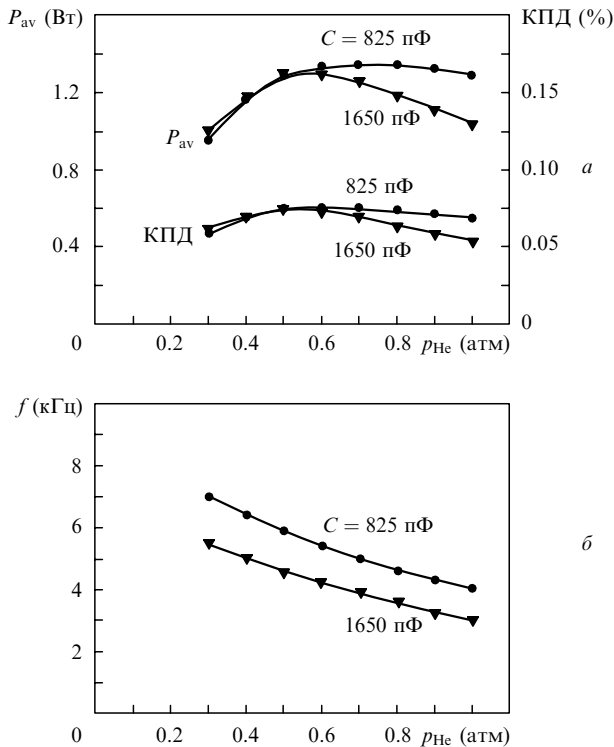 P_av (Вт)
КПД (%)
C = 825 пФ
1.2
0.15
1650 пФ
P_av
0.8
0.10
а
825 пФ
КПД
0.4
0.05
1650 пФ
0
0
0.2
0.4
0.6
0.8
p_He (атм)
f (кГц)
8
C = 825 пФ
6
б
4
1650 пФ
2
0
0.2
0.4
0.6
0.8
p_He (атм)